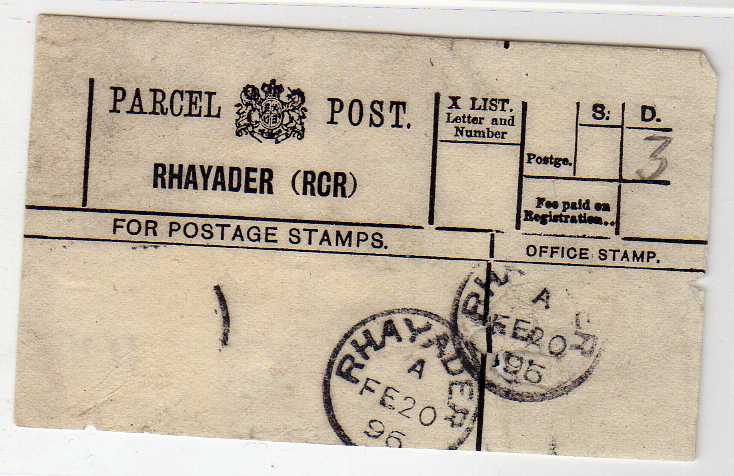 PARCEL POST.
RHAYADER (RCR)
X LIST.
Letter and
Number
S. D.
Postge. 3
Fee paid on
Registration..
FOR POSTAGE STAMPS.
OFFICE STAMP.
RHAYADER
A
FE 20
96
RHAYADER
A
FE 20
96